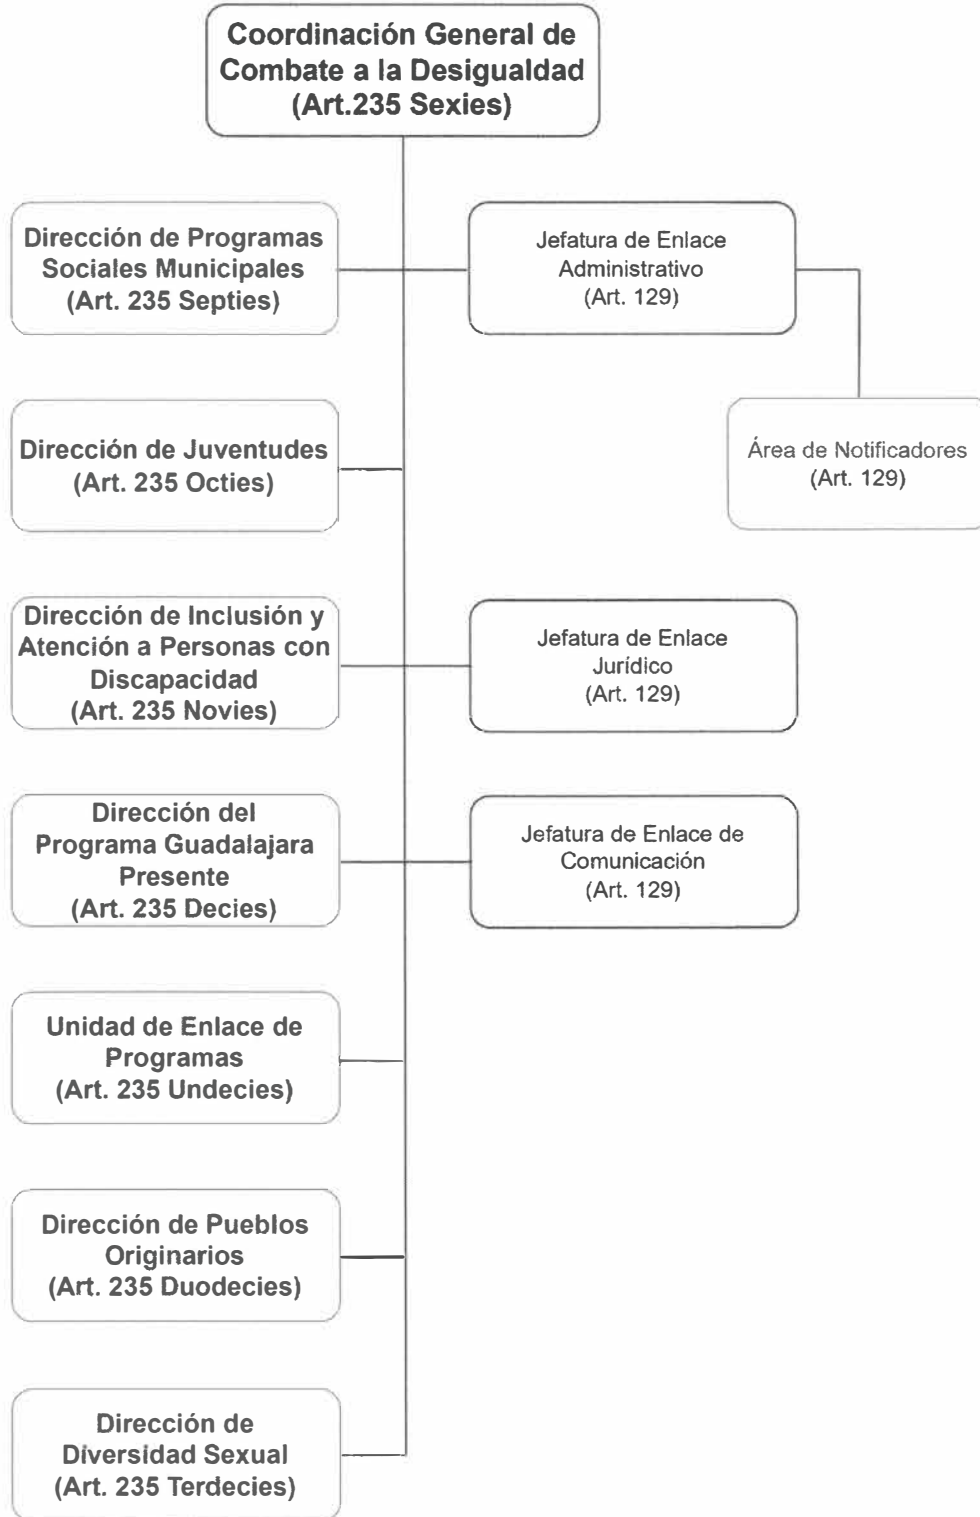 Coordinación General de
Combate a la Desigualdad
(Art.235 Sexies)
Dirección de Programas
Sociales Municipales
(Art. 235 Septies)
Jefatura de Enlace
Administrativo
(Art. 129)
Dirección de Juventudes
(Art. 235 Octies)
Área de Notificadores
(Art. 129)
Dirección de Inclusión y
Atención a Personas con
Discapacidad
(Art. 235 Novies)
Jefatura de Enlace
Jurídico
(Art. 129)
Dirección del
Programa Guadalajara
Presente
(Art. 235 Decies)
Jefatura de Enlace de
Comunicación
(Art. 129)
Unidad de Enlace de
Programas
(Art. 235 Undecies)
Dirección de Pueblos
Originarios
(Art. 235 Duodecies)
Dirección de
Diversidad Sexual
(Art. 235 Terdecies)